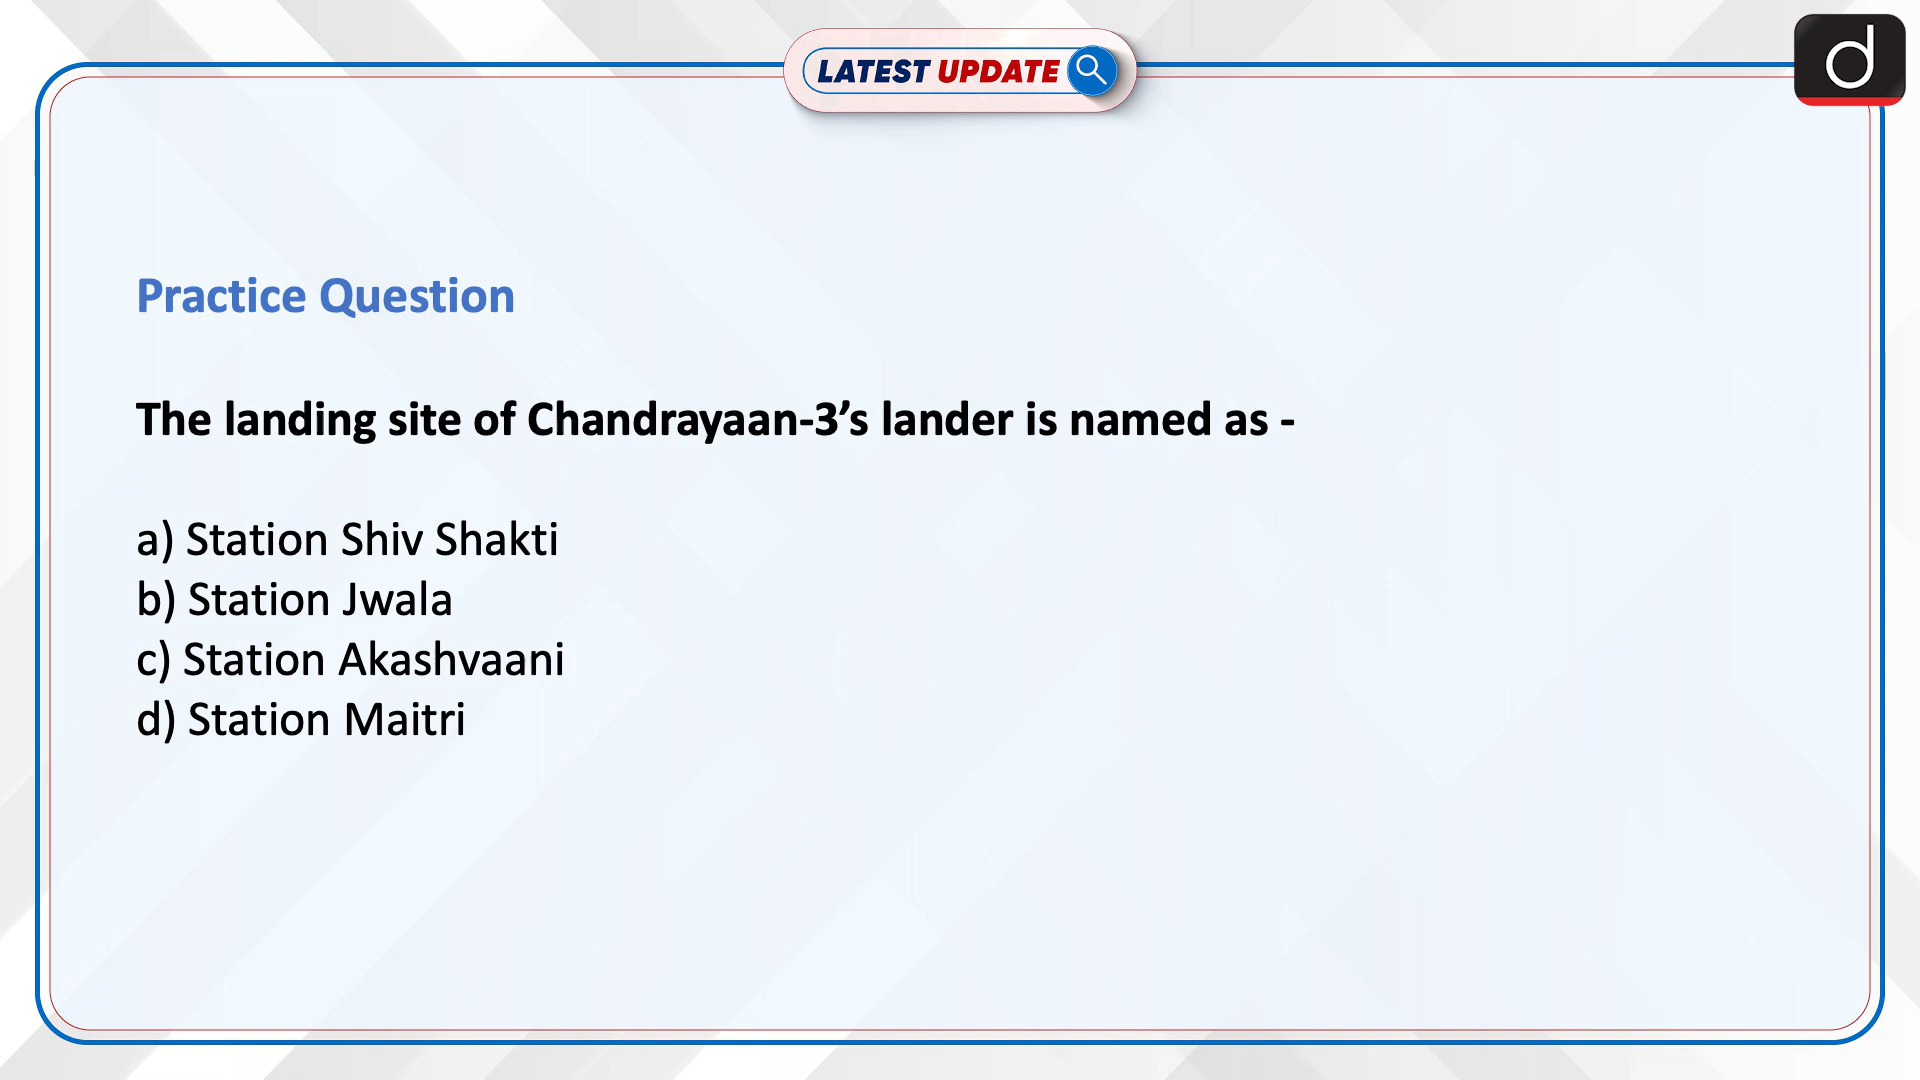 LATEST UPDATE
d
Practice Question
The landing site of Chandrayaan-3’s lander is named as -
a) Station Shiv Shakti
b) Station Jwala
c) Station Akashvaani
d) Station Maitri